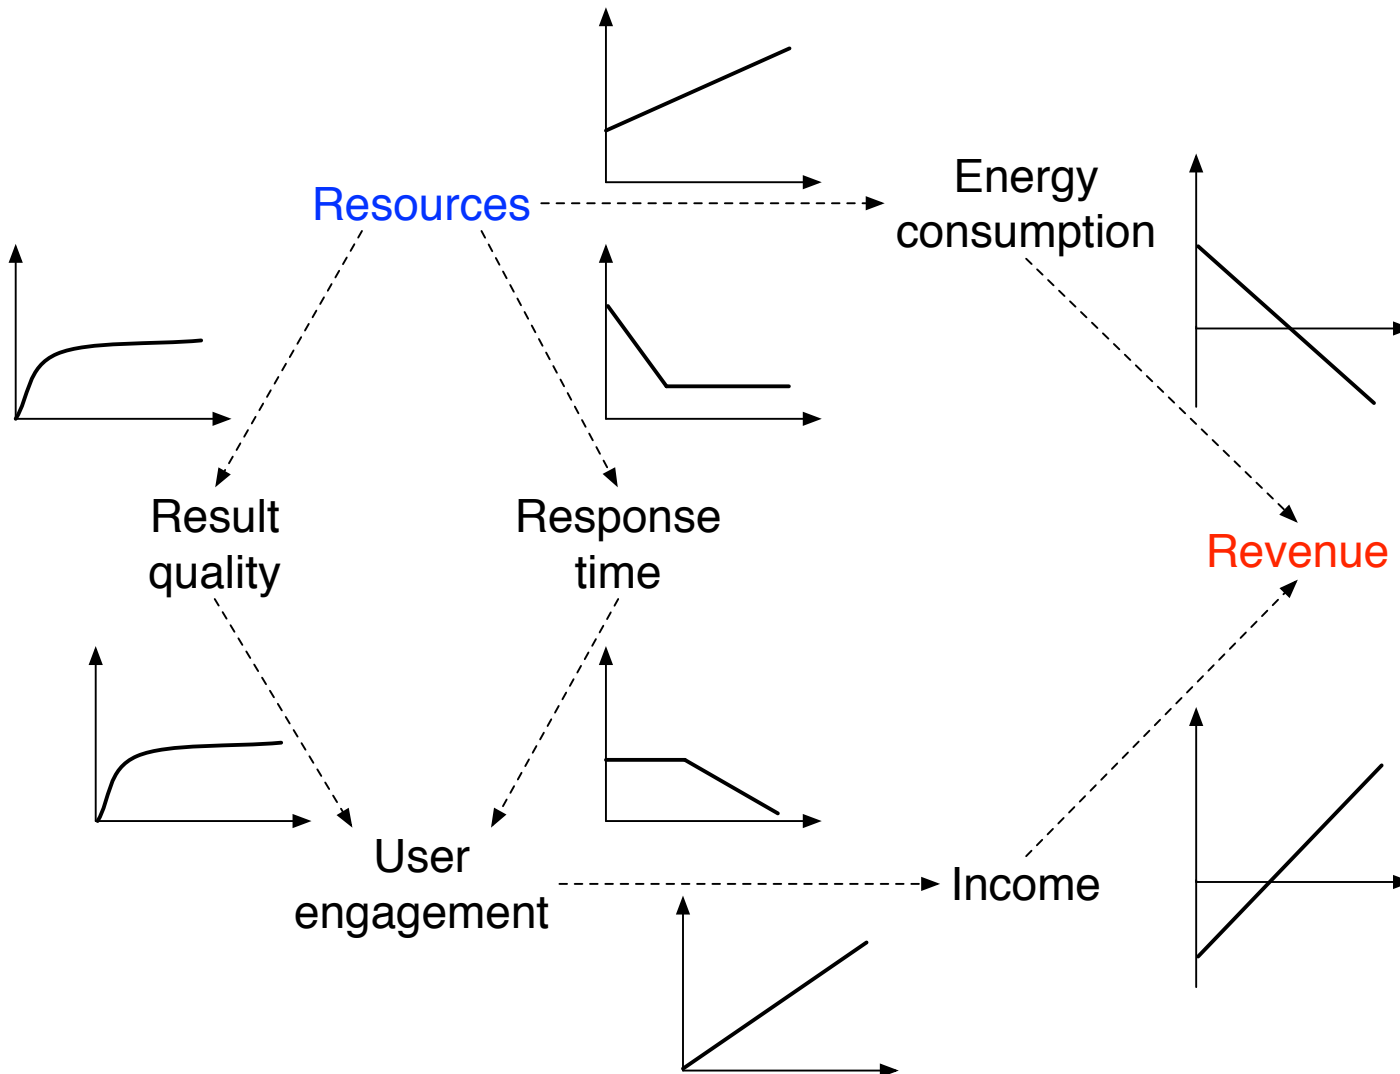 Resources
Energy
consumption
Result
quality
Response
time
Revenue
User
engagement
Income